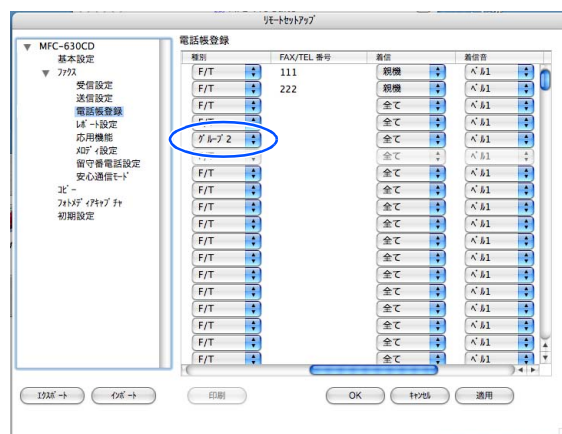 ﾘﾓｰﾄｾｯﾄｱｯﾌﾟ
MFC-630CD
基本設定
ﾌｧｸｽ
受信設定
送信設定
電話帳登録
ﾚﾎﾟｰﾄ設定
応用機能
ﾒﾛﾃﾞｨ設定
留守番電話設定
安心通信ﾓｰﾄﾞ
ｺﾋﾟｰ
ﾌｫﾄﾒﾃﾞｨｱｷｬﾌﾟﾁｬ
初期設定
電話帳登録
種別 FAX/TEL 番号 着信 着信音
F/T 111 親機 ﾍﾞﾙ1
F/T 222 親機 ﾍﾞﾙ1
F/T 全て ﾍﾞﾙ1
F/T 全て ﾍﾞﾙ1
ｸﾞﾙｰﾌﾟ2 全て ﾍﾞﾙ1
F/T 全て ﾍﾞﾙ1
F/T 全て ﾍﾞﾙ1
F/T 全て ﾍﾞﾙ1
F/T 全て ﾍﾞﾙ1
F/T 全て ﾍﾞﾙ1
F/T 全て ﾍﾞﾙ1
F/T 全て ﾍﾞﾙ1
F/T 全て ﾍﾞﾙ1
F/T 全て ﾍﾞﾙ1
F/T 全て ﾍﾞﾙ1
F/T 全て ﾍﾞﾙ1
F/T 全て ﾍﾞﾙ1
F/T 全て ﾍﾞﾙ1
ｴｸｽﾎﾟｰﾄ ｲﾝﾎﾟｰﾄ 印刷 OK ｷｬﾝｾﾙ 適用